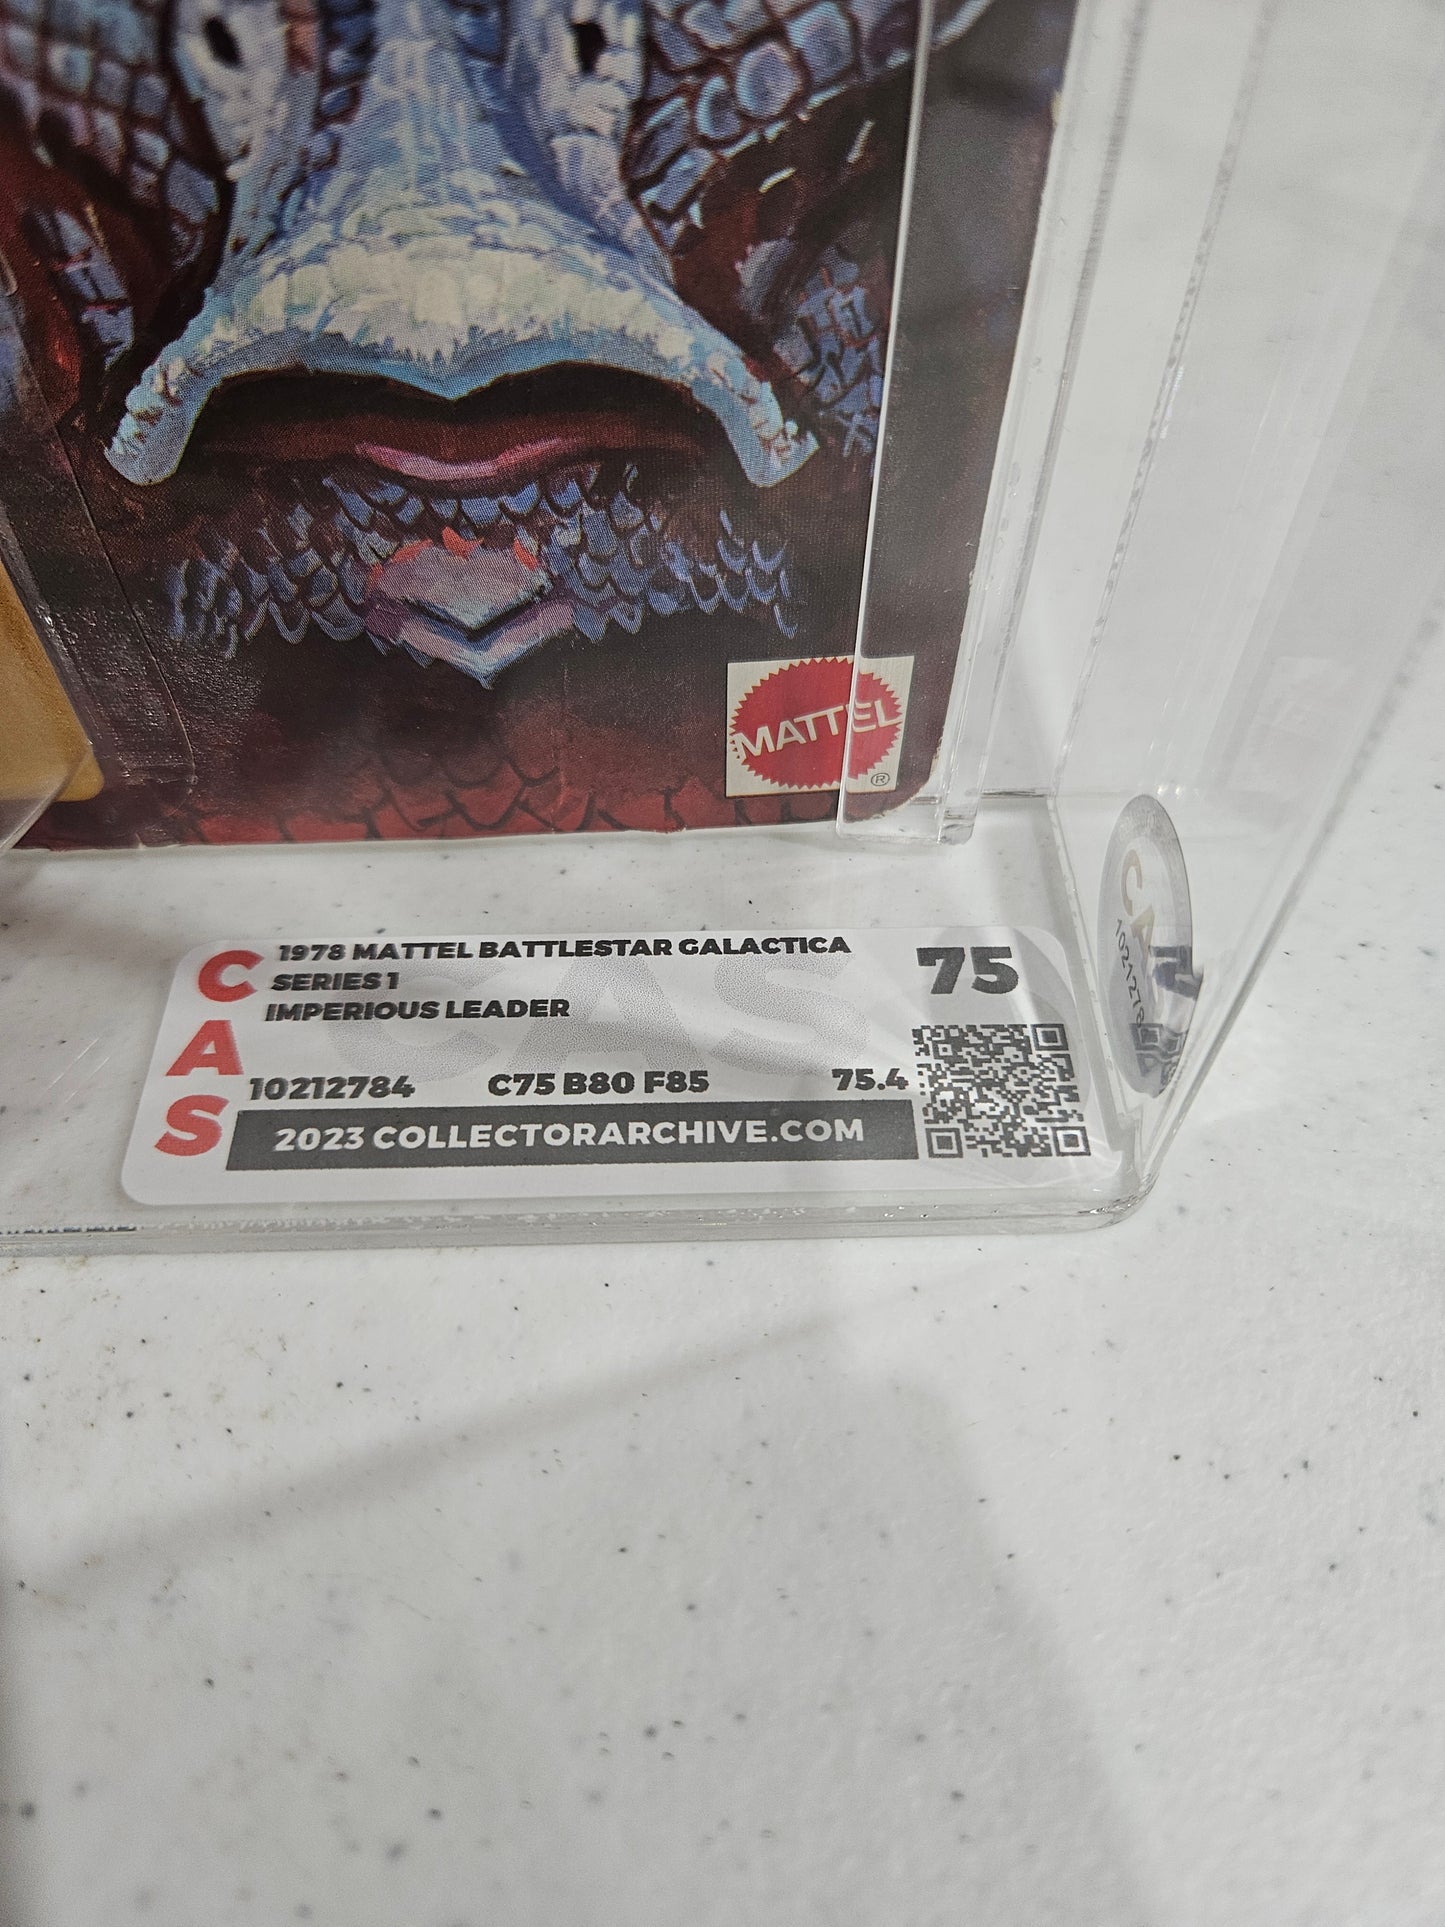 MATTEL
®
CAS
1978 MATTEL BATTLESTAR GALACTICA
75
SERIES 1
IMPERIOUS LEADER
10212784 C75 B80 F85 75.4
2023 COLLECTORARCHIVE.COM